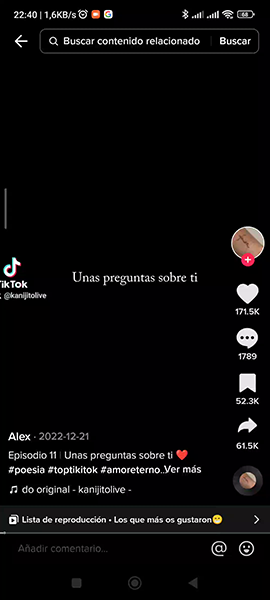 22:40 | 1,6KB/s
68
Buscar contenido relacionado | Buscar
Unas preguntas sobre ti
TikTok
@kanijitolive
171.5K
1789
52.3K
61.5K
Alex · 2022-12-21
Episodio 11 | Unas preguntas sobre ti ❤️
#poesia #toptikitok #amoreterno...Ver más
♫ do original - kanijitolive -
Lista de reproducción • Los que más os gustaron😁
Añadir comentario...